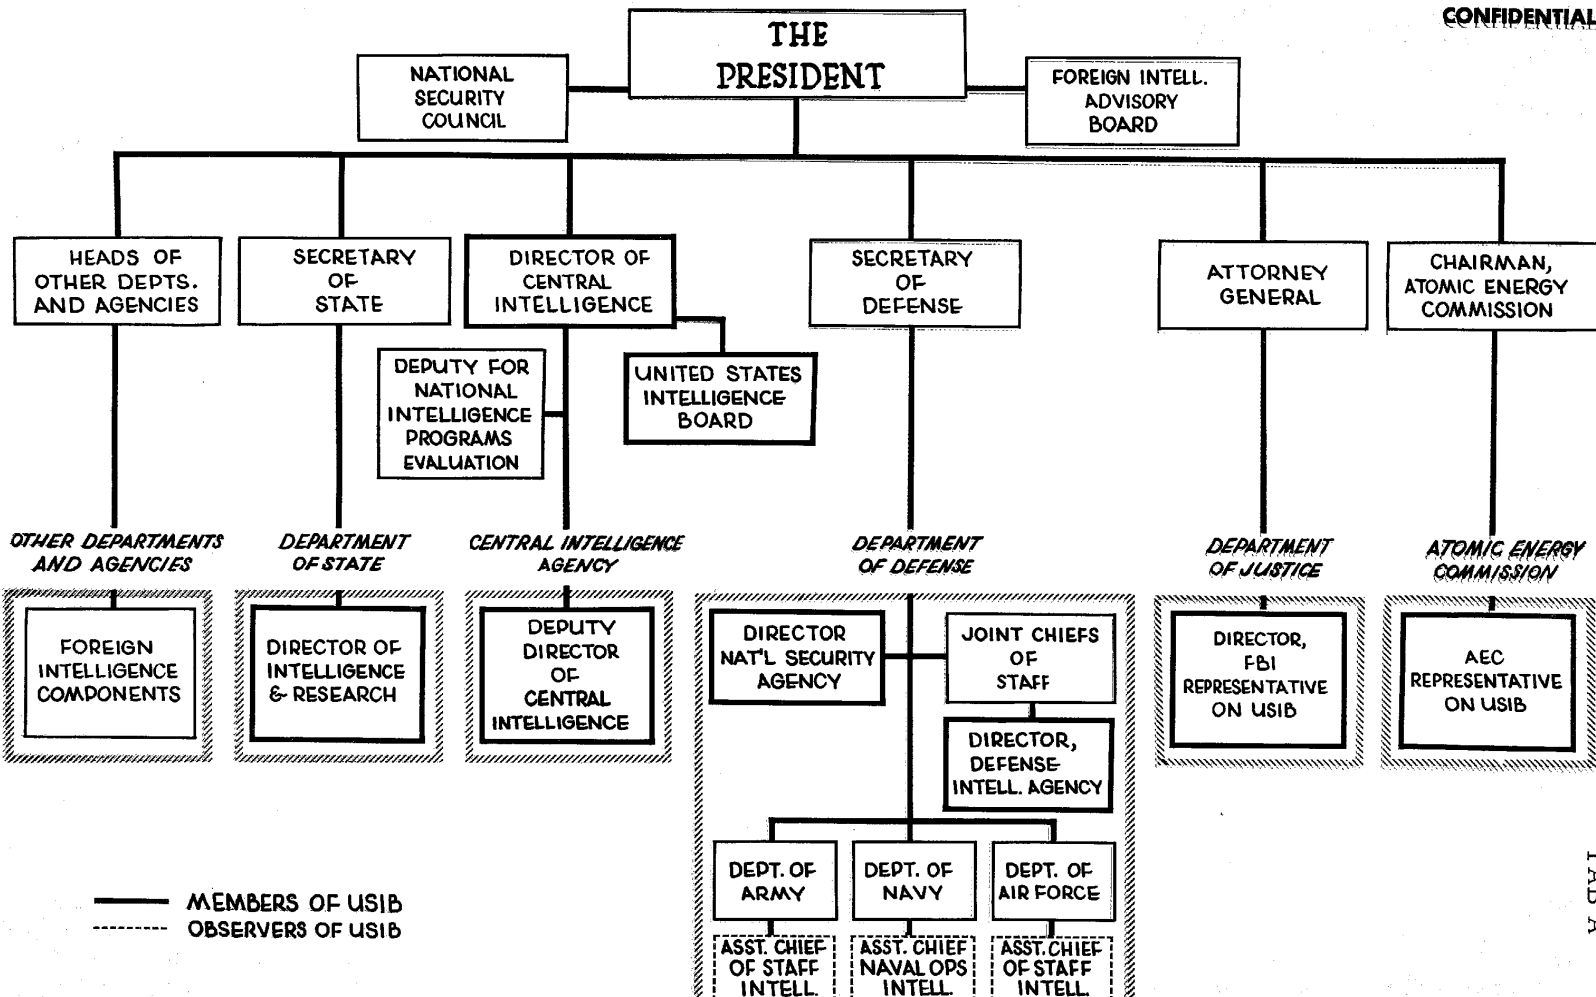 CONFIDENTIAL
THE
PRESIDENT
NATIONAL
SECURITY
COUNCIL
FOREIGN INTELL.
ADVISORY
BOARD
HEADS OF
OTHER DEPTS.
AND AGENCIES
SECRETARY
OF
STATE
DIRECTOR OF
CENTRAL
INTELLIGENCE
SECRETARY
OF
DEFENSE
ATTORNEY
GENERAL
CHAIRMAN,
ATOMIC ENERGY
COMMISSION
DEPUTY FOR
NATIONAL
INTELLIGENCE
PROGRAMS
EVALUATION
UNITED STATES
INTELLIGENCE
BOARD
OTHER DEPARTMENTS
AND AGENCIES
DEPARTMENT
OF STATE
CENTRAL INTELLIGENCE
AGENCY
DEPARTMENT
OF DEFENSE
DEPARTMENT
OF JUSTICE
ATOMIC ENERGY
COMMISSION
FOREIGN
INTELLIGENCE
COMPONENTS
DIRECTOR OF
INTELLIGENCE
& RESEARCH
DEPUTY
DIRECTOR
OF
CENTRAL
INTELLIGENCE
DIRECTOR
NAT'L SECURITY
AGENCY
JOINT CHIEFS
OF
STAFF
DIRECTOR,
DEFENSE
INTELL. AGENCY
DIRECTOR,
FBI
REPRESENTATIVE
ON USIB
AEC
REPRESENTATIVE
ON USIB
DEPT. OF
ARMY
DEPT. OF
NAVY
DEPT. OF
AIR FORCE
ASST. CHIEF
OF STAFF
INTELL.
ASST. CHIEF
NAVAL OPS
INTELL.
ASST. CHIEF
OF STAFF
INTELL.
MEMBERS OF USIB
OBSERVERS OF USIB
TAB A